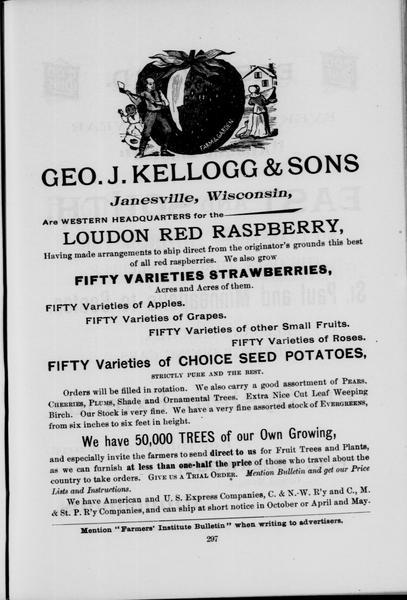 FARM & GARDEN
GEO. J. KELLOGG & SONS
Janesville, Wisconsin,
Are WESTERN HEADQUARTERS for the
LOUDON RED RASPBERRY,
Having made arrangements to ship direct from the originator's grounds this best
of all red raspberries. We also grow
FIFTY VARIETIES STRAWBERRIES,
Acres and Acres of them.
FIFTY Varieties of Apples.
FIFTY Varieties of Grapes.
FIFTY Varieties of other Small Fruits.
FIFTY Varieties of Roses.
FIFTY Varieties of CHOICE SEED POTATOES,
STRICTLY PURE AND THE BEST.
Orders will be filled in rotation. We also carry a good assortment of PEARS,
CHERRIES, PLUMS, Shade and Ornamental Trees. Extra Nice Cut Leaf Weeping
Birch. Our Stock is very fine. We have a very fine assorted stock of EVERGREENS,
from six inches to six feet in height.
We have 50,000 TREES of our Own Growing,
and especially invite the farmers to send direct to us for Fruit Trees and Plants,
as we can furnish at less than one-half the price of those who travel about the
country to take orders. GIVE US A TRIAL ORDER. Mention Bulletin and get our Price
Lists and Instructions.
We have American and U. S. Express Companies, C. & N.-W. R'y and C., M.
& St. P. R'y Companies, and can ship at short notice in October or April and May.
Mention "Farmers' Institute Bulletin" when writing to advertisers.
297